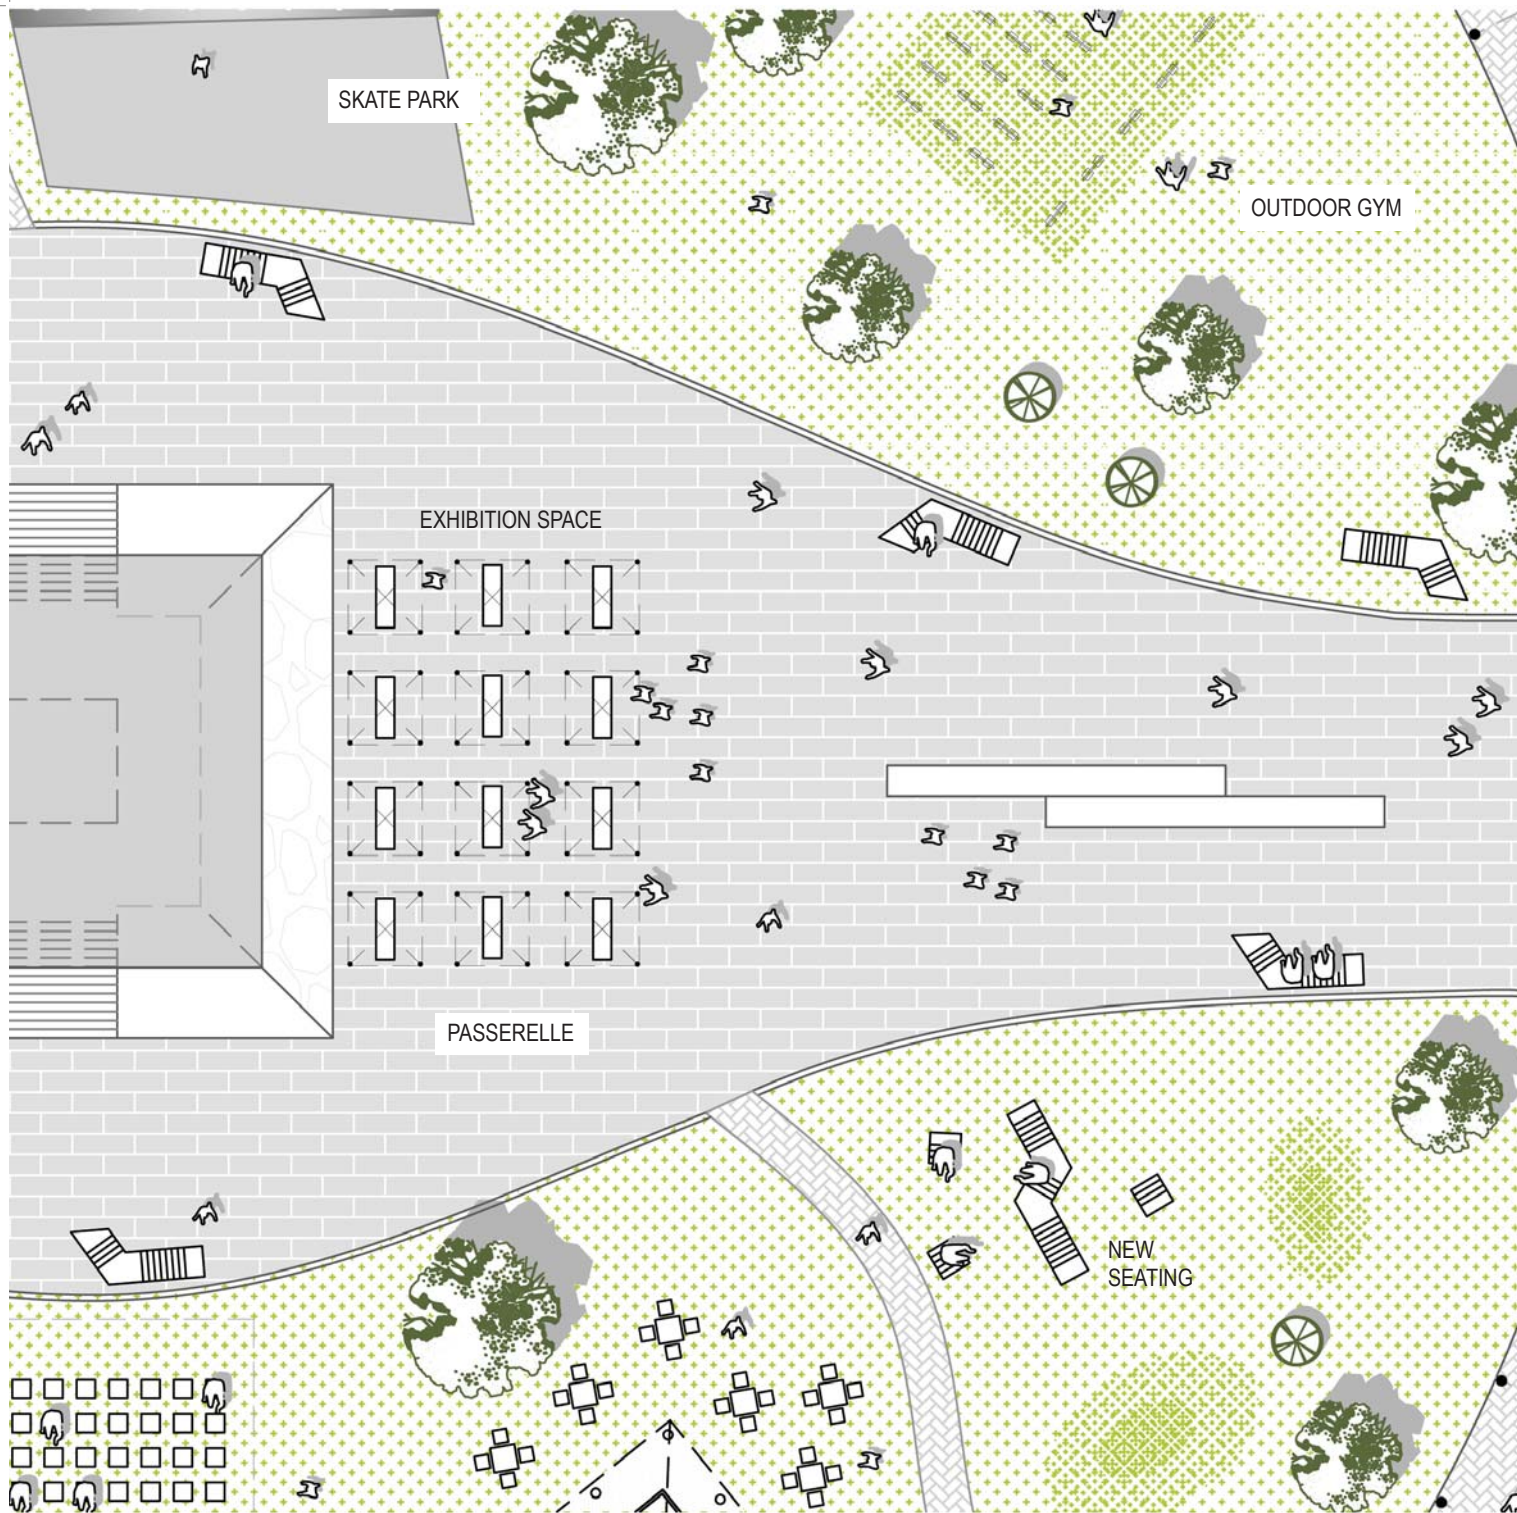 SKATE PARK
OUTDOOR GYM
EXHIBITION SPACE
PASSERELLE
NEW
SEATING